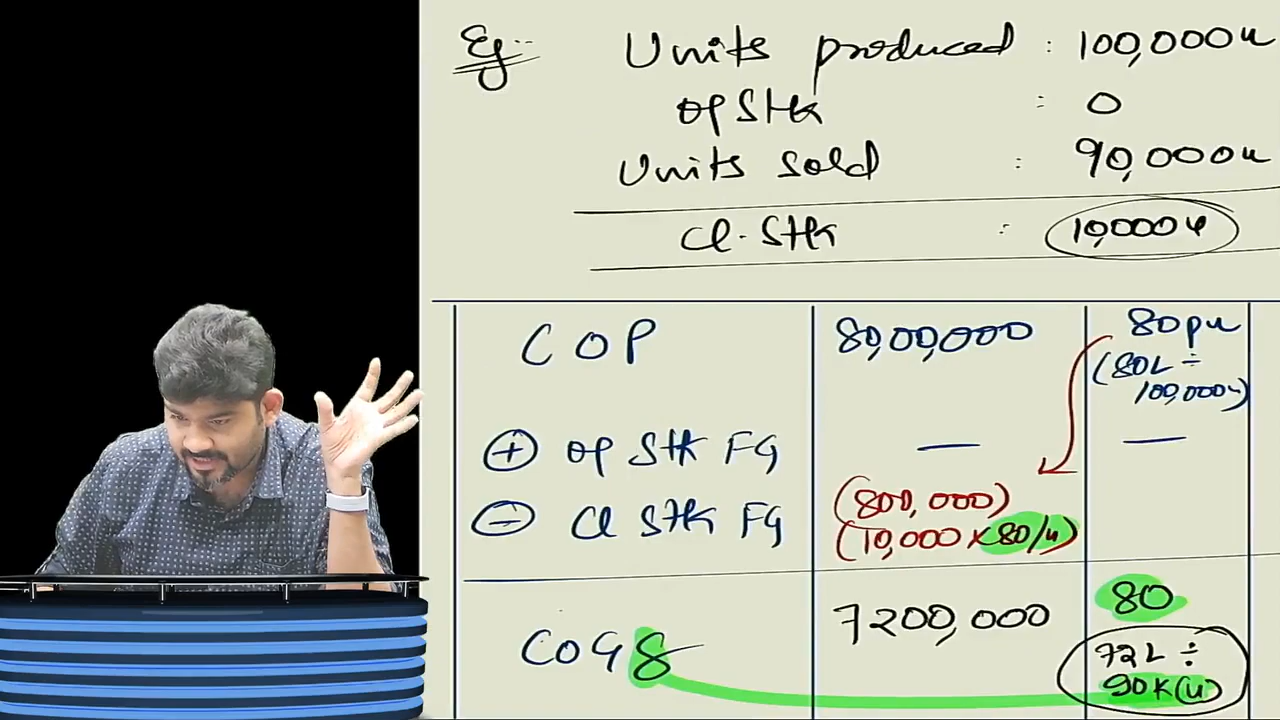 Eg:-
Units produced : 100,000u
Op Stk : 0
Units sold : 90,000u
Cl. Stk : 10,000u
COP 80,00,000 80pu
(80L ÷
100,000u)
+ Op Stk FG — —
- Cl Stk FG (800,000)
(10,000 x 80/u)
COGS 7200,000 80
72L ÷
90K(u)